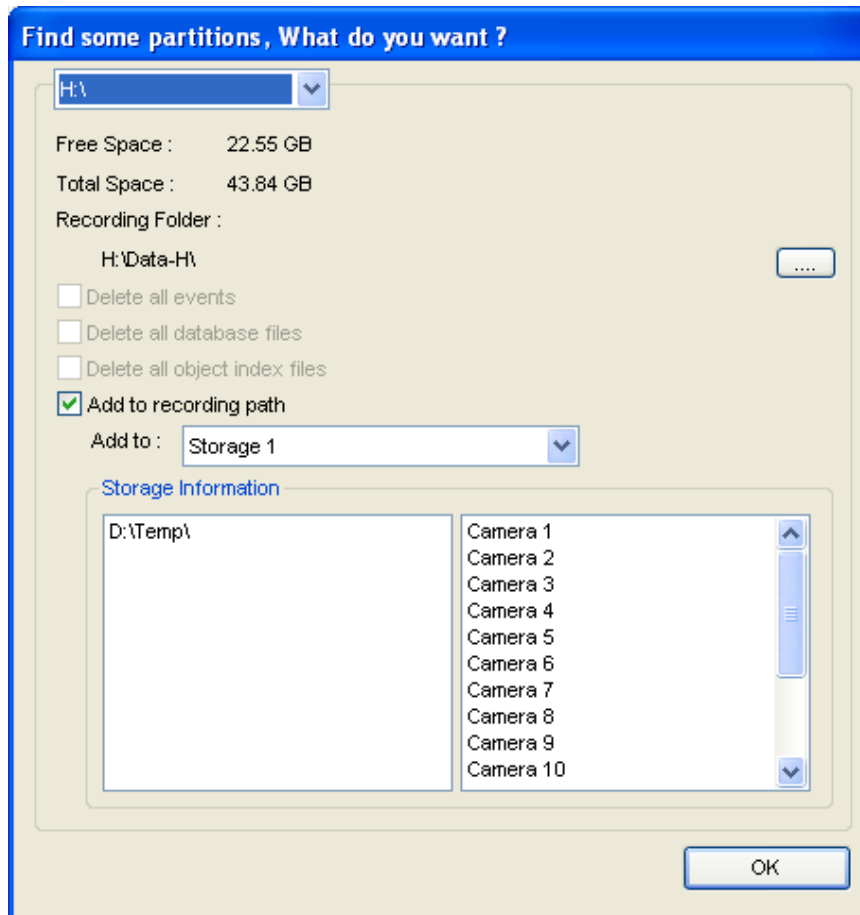 Find some partitions, What do you want ?
H:\
Free Space : 22.55 GB
Total Space : 43.84 GB
Recording Folder :
H:\Data-H\
....
Delete all events
Delete all database files
Delete all object index files
Add to recording path
Add to : Storage 1
Storage Information
D:\Temp\
Camera 1
Camera 2
Camera 3
Camera 4
Camera 5
Camera 6
Camera 7
Camera 8
Camera 9
Camera 10
OK